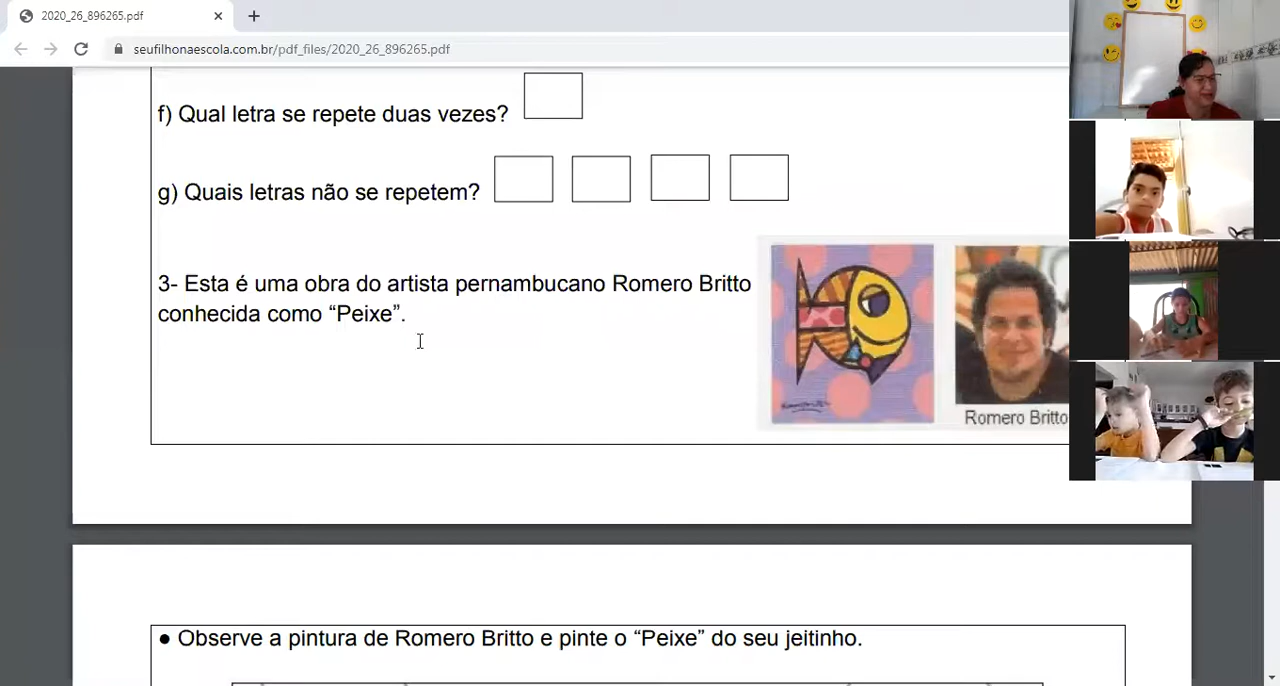 2020_26_896265.pdf
seufilhonaescola.com.br/pdf_files/2020_26_896265.pdf
f) Qual letra se repete duas vezes?
g) Quais letras não se repetem?
3- Esta é uma obra do artista pernambucano Romero Britto
conhecida como “Peixe”.
Romero Britto
● Observe a pintura de Romero Britto e pinte o “Peixe” do seu jeitinho.